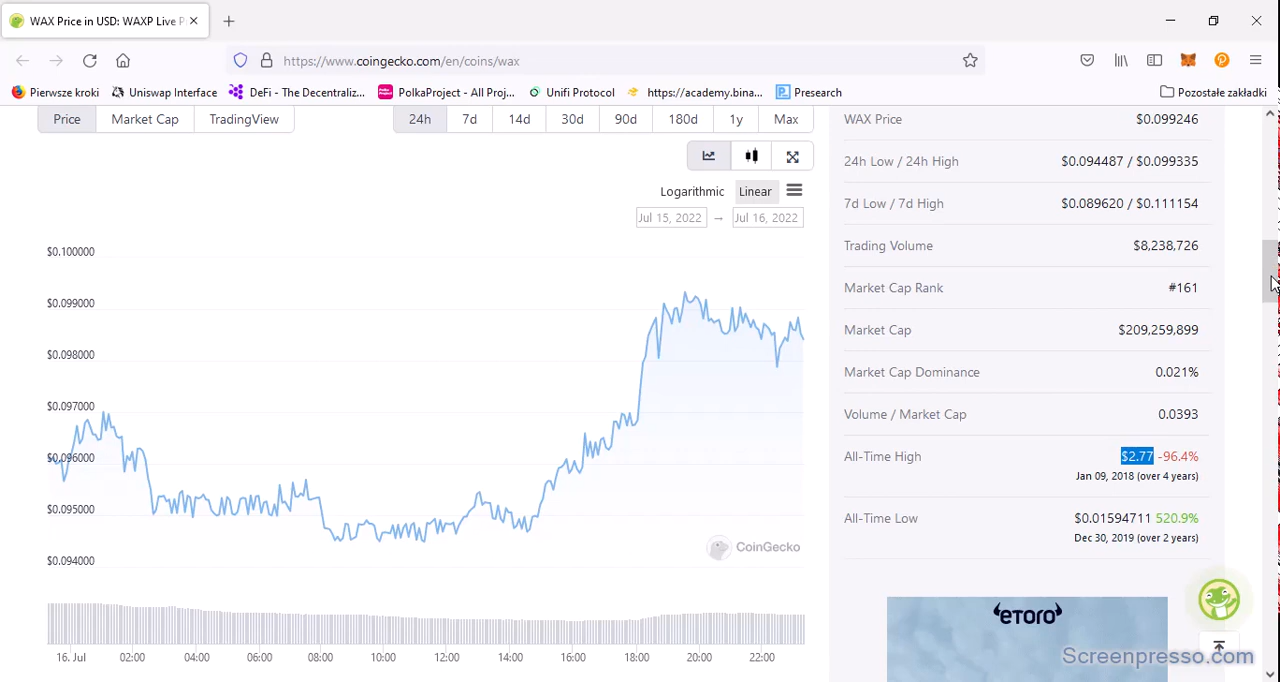 WAX Price in USD: WAXP Live P
https://www.coingecko.com/en/coins/wax
Pierwsze kroki
Uniswap Interface
DeFi - The Decentraliz...
PolkaProject - All Proj...
Unifi Protocol
https://academy.bina...
Presearch
Pozostałe zakładki
Price
Market Cap
TradingView
24h
7d
14d
30d
90d
180d
1y
Max
Logarithmic
Linear
Jul 15, 2022 → Jul 16, 2022
$0.100000
$0.099000
$0.098000
$0.097000
$0.096000
$0.095000
$0.094000
CoinGecko
16. Jul
02:00
04:00
06:00
08:00
10:00
12:00
14:00
16:00
18:00
20:00
22:00
WAX Price $0.099246
24h Low / 24h High $0.094487 / $0.099335
7d Low / 7d High $0.089620 / $0.111154
Trading Volume $8,238,726
Market Cap Rank #161
Market Cap $209,259,899
Market Cap Dominance 0.021%
Volume / Market Cap 0.0393
All-Time High $2.77 -96.4%
Jan 09, 2018 (over 4 years)
All-Time Low $0.01594711 520.9%
Dec 30, 2019 (over 2 years)
eToro
Screenpresso.com